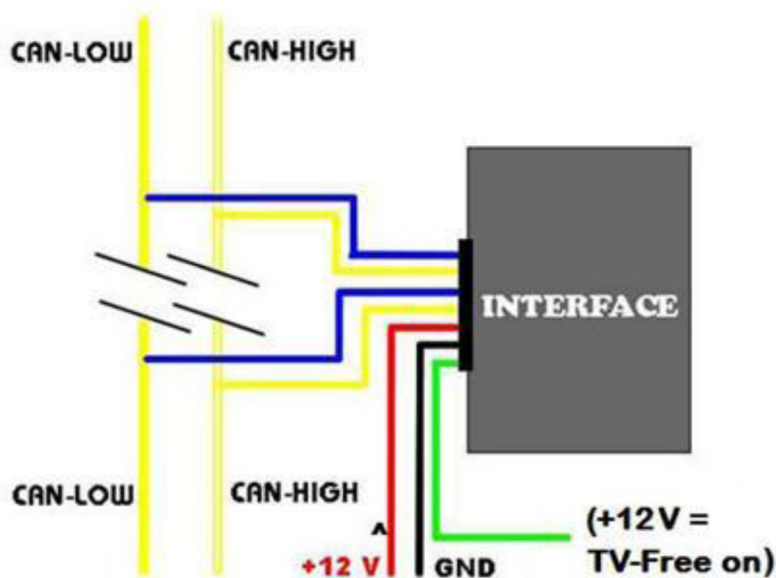 CAN-LOW
CAN-HIGH
INTERFACE
CAN-LOW
CAN-HIGH
(+12V =
TV-Free on)
^
+12 V
GND